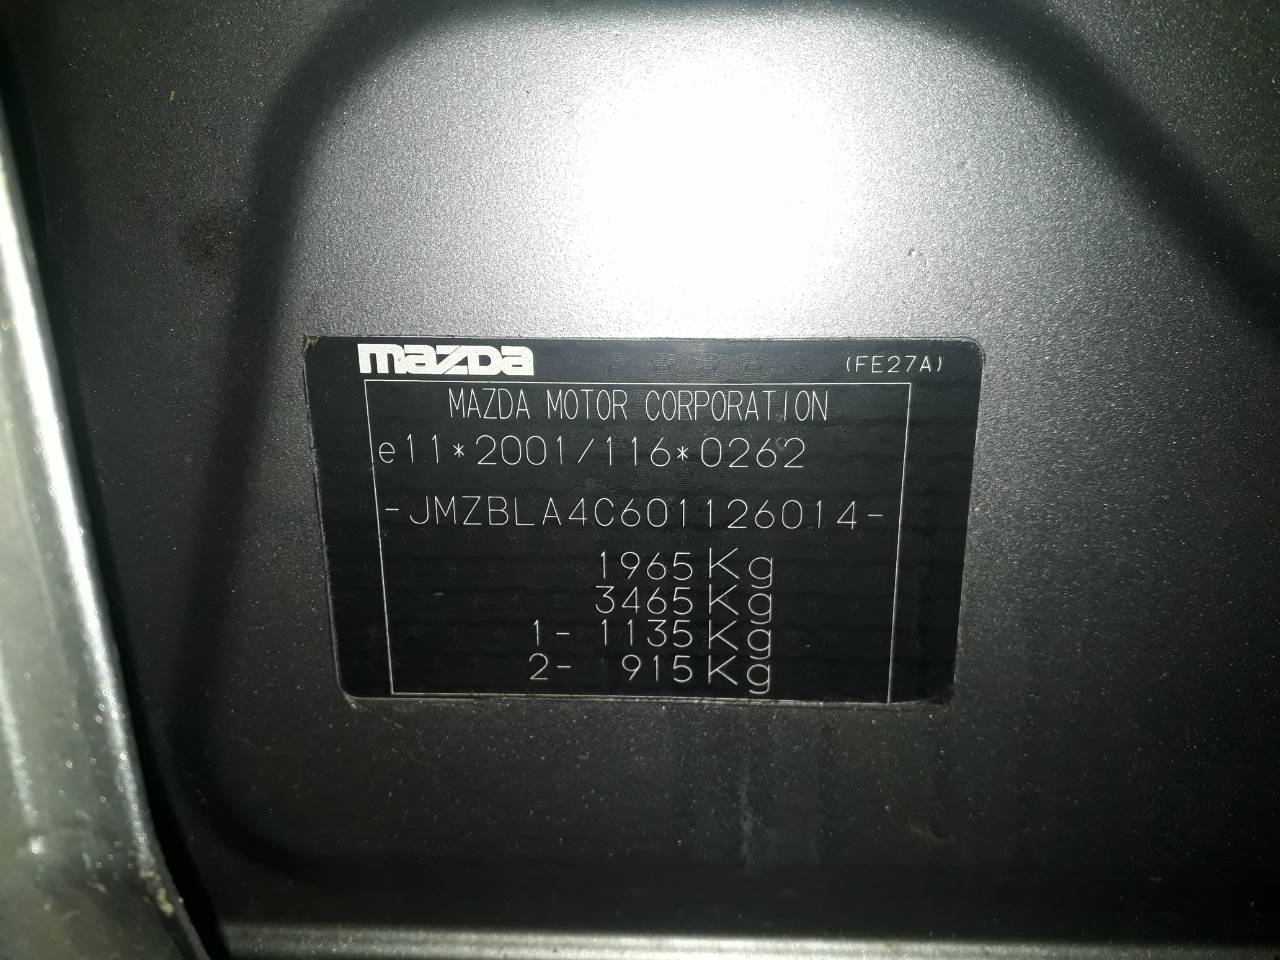 mazda (FE27A)
MAZDA MOTOR CORPORATION
e11*2001/116*0262
-JMZBLA4C601126014-
1965Kg
3465Kg
1- 1135Kg
2- 915Kg